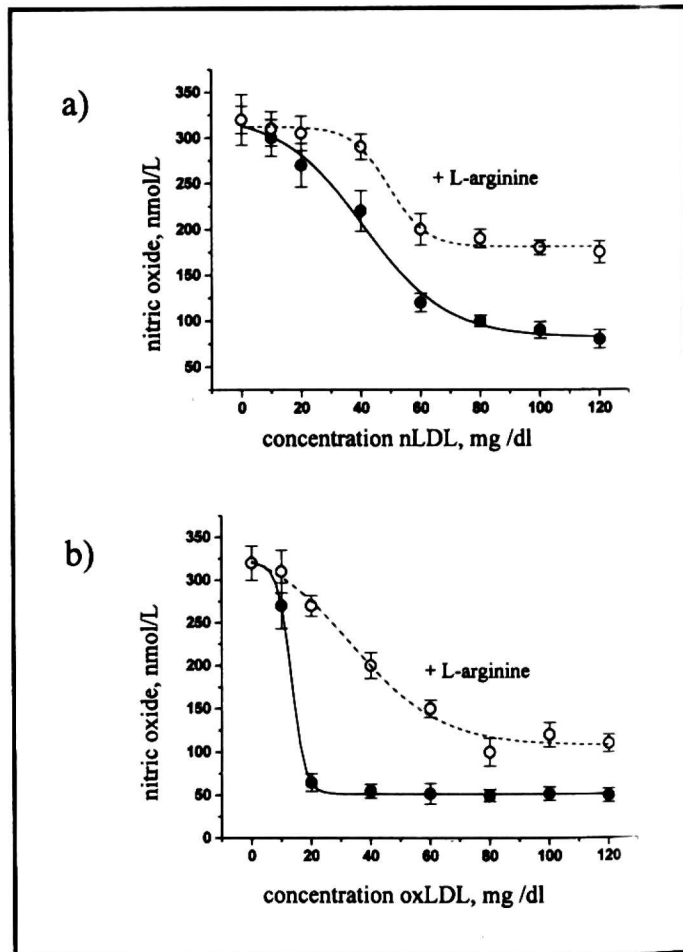 a)
350
300
250
200
150
100
50
nitric oxide, nmol/L
+ L-arginine
0 20 40 60 80 100 120
concentration nLDL, mg /dl
b)
350
300
250
200
150
100
50
0
nitric oxide, nmol/L
+ L-arginine
0 20 40 60 80 100 120
concentration oxLDL, mg /dl